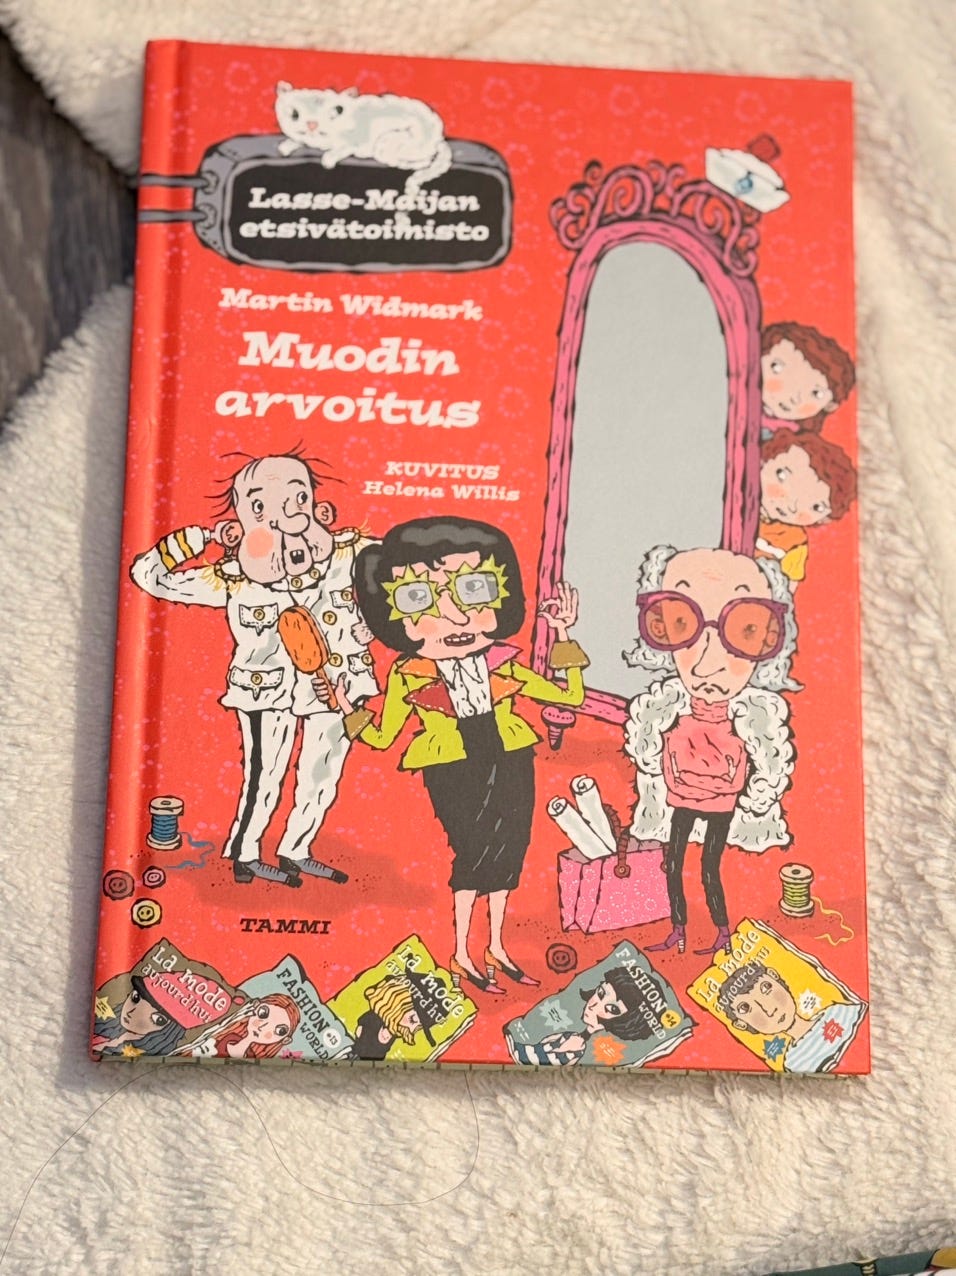 Lasse-Maijan
etsivätoimisto
Martin Widmark
Muodin
arvoitus
KUVITUS
Helena Willis
TAMMI
La mode
aujourd'hui
FASHION
WORLD
La mode
aujourd'hui
FASHION
WORLD
La mode
aujourd'hui